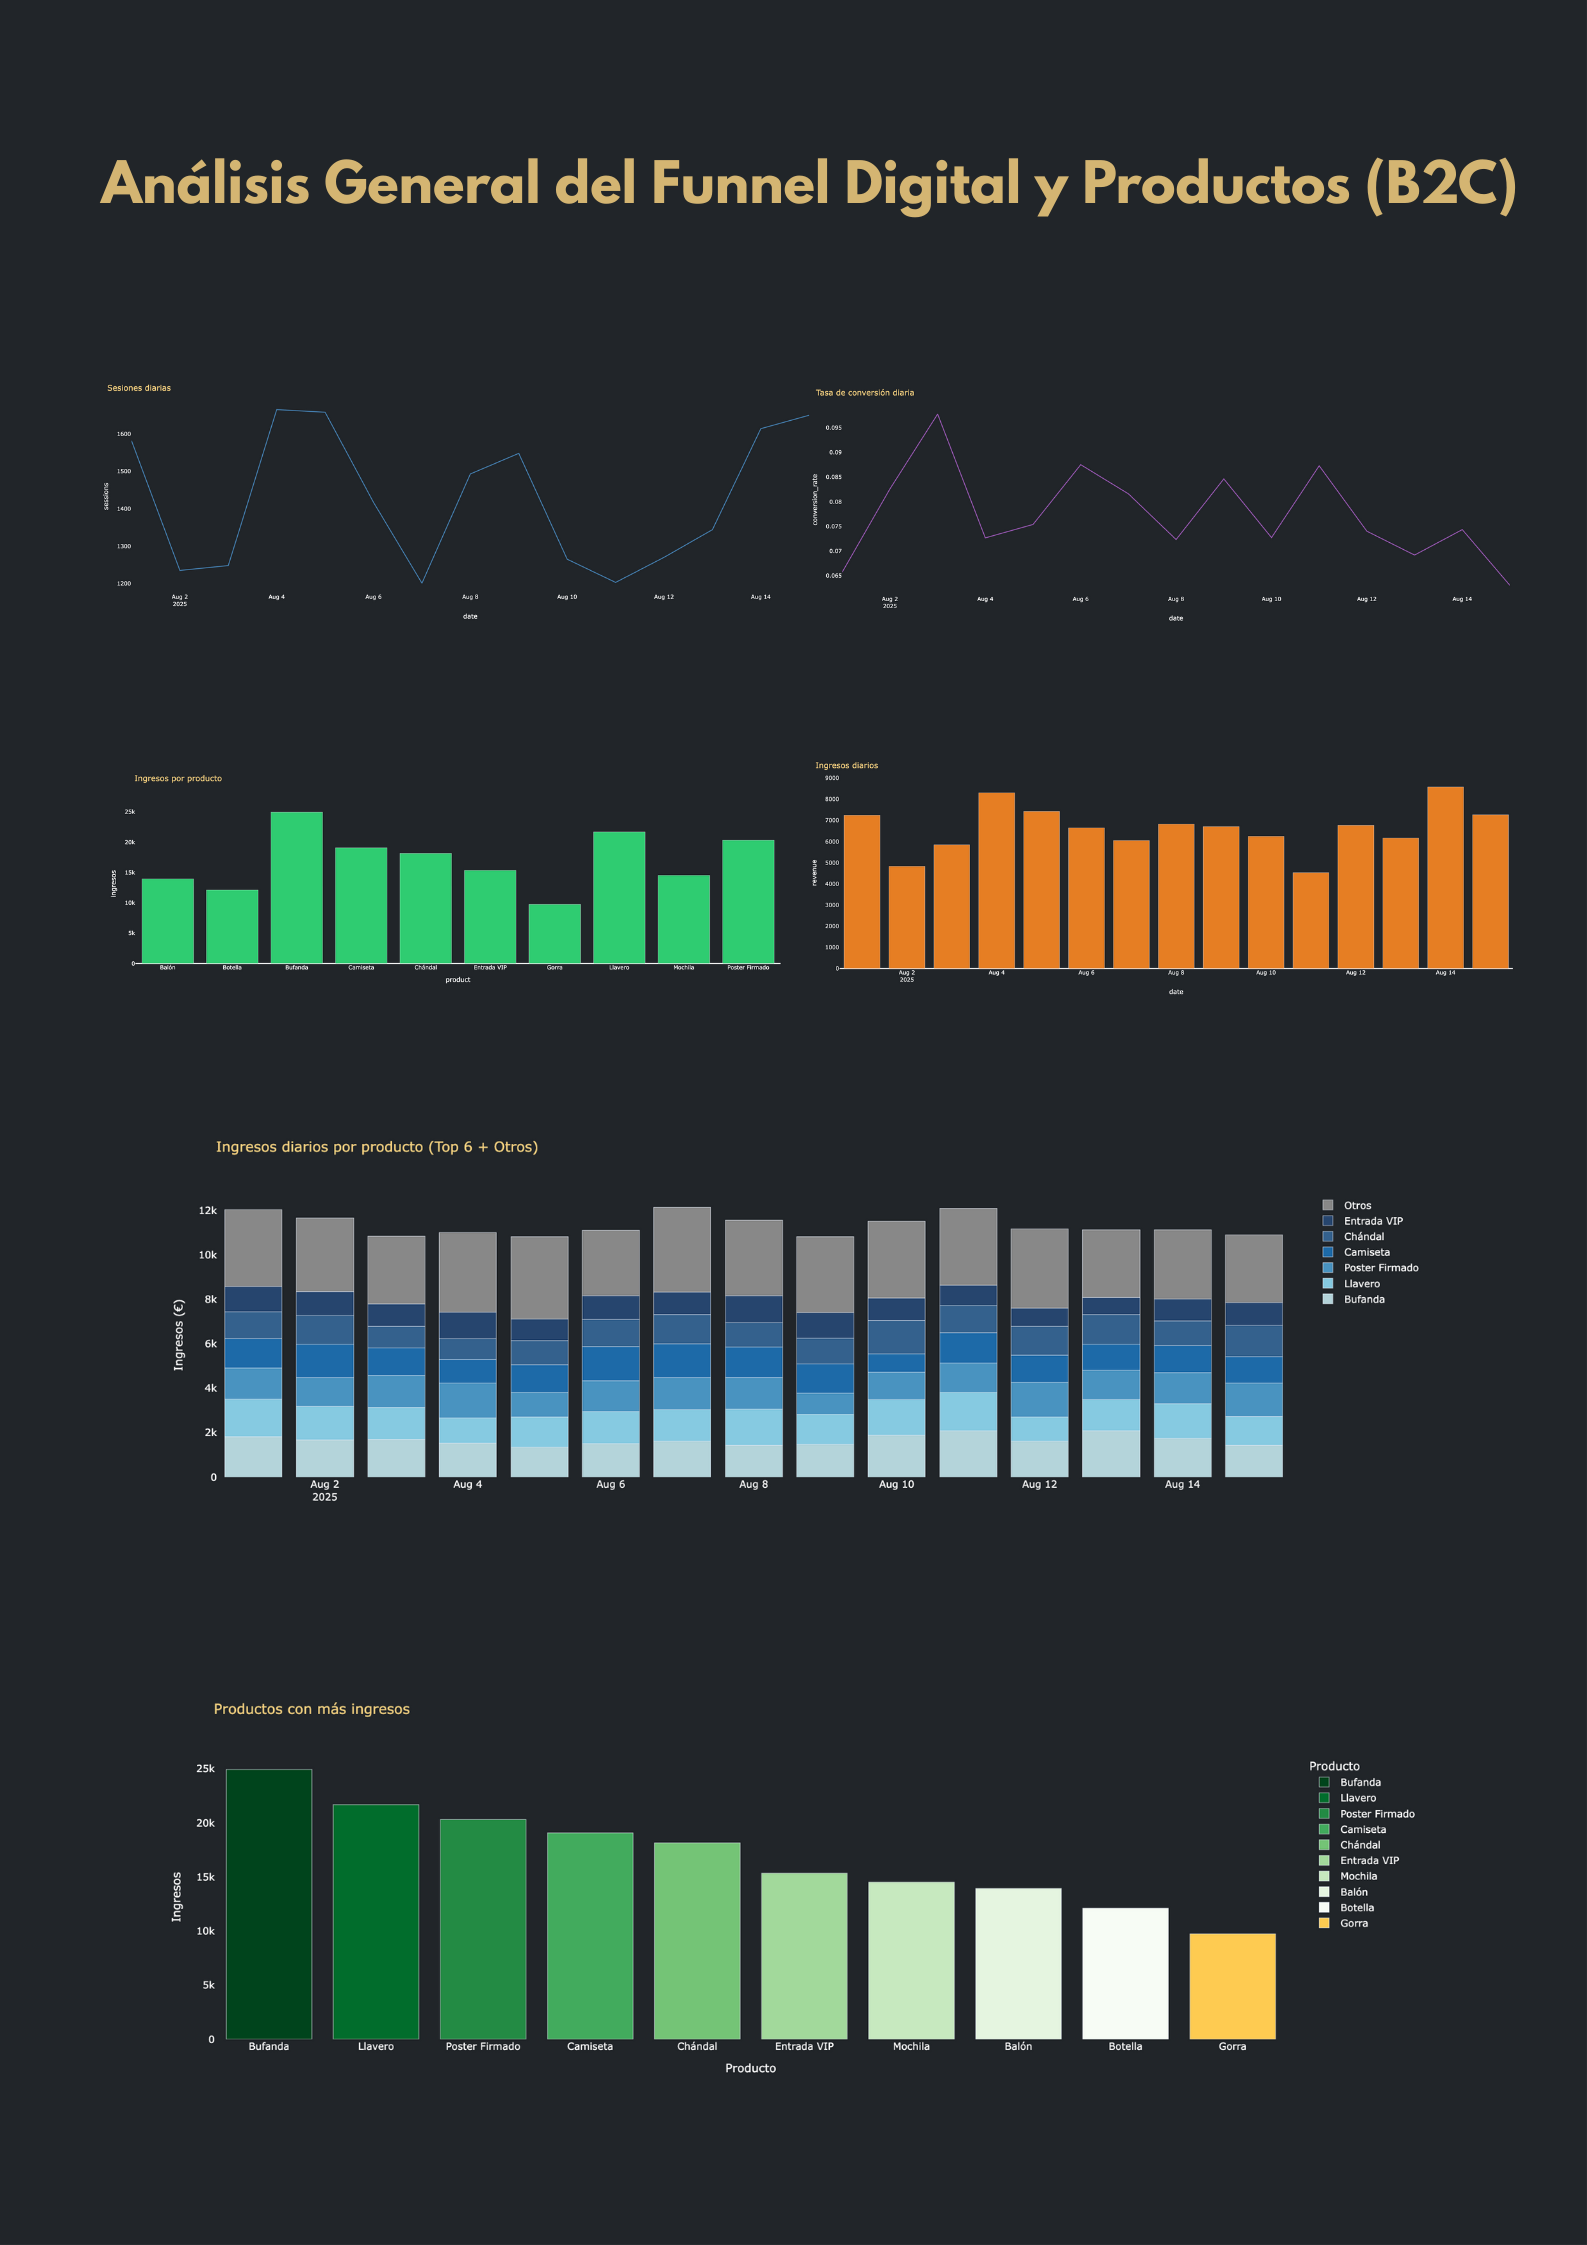 Análisis General del Funnel Digital y Productos (B2C)
Sesiones diarias
1600
1500
1400
1300
1200
sessions
Aug 2
2025
Aug 4
Aug 6
Aug 8
Aug 10
Aug 12
Aug 14
date
Tasa de conversión diaria
0.095
0.09
0.085
0.08
0.075
0.07
0.065
conversion_rate
Aug 2
2025
Aug 4
Aug 6
Aug 8
Aug 10
Aug 12
Aug 14
date
Ingresos por producto
25k
20k
15k
10k
5k
0
Ingresos
Balón
Botella
Bufanda
Camiseta
Chándal
Entrada VIP
Gorra
Llavero
Mochila
Poster Firmado
product
Ingresos diarios
9000
8000
7000
6000
5000
4000
3000
2000
1000
0
revenue
Aug 2
2025
Aug 4
Aug 6
Aug 8
Aug 10
Aug 12
Aug 14
date
Ingresos diarios por producto (Top 6 + Otros)
12k
10k
8k
6k
4k
2k
0
Ingresos (€)
Aug 2
2025
Aug 4
Aug 6
Aug 8
Aug 10
Aug 12
Aug 14
Otros
Entrada VIP
Chándal
Camiseta
Poster Firmado
Llavero
Bufanda
Productos con más ingresos
25k
20k
15k
10k
5k
0
Ingresos
Bufanda
Llavero
Poster Firmado
Camiseta
Chándal
Entrada VIP
Mochila
Balón
Botella
Gorra
Producto
Producto
Bufanda
Llavero
Poster Firmado
Camiseta
Chándal
Entrada VIP
Mochila
Balón
Botella
Gorra